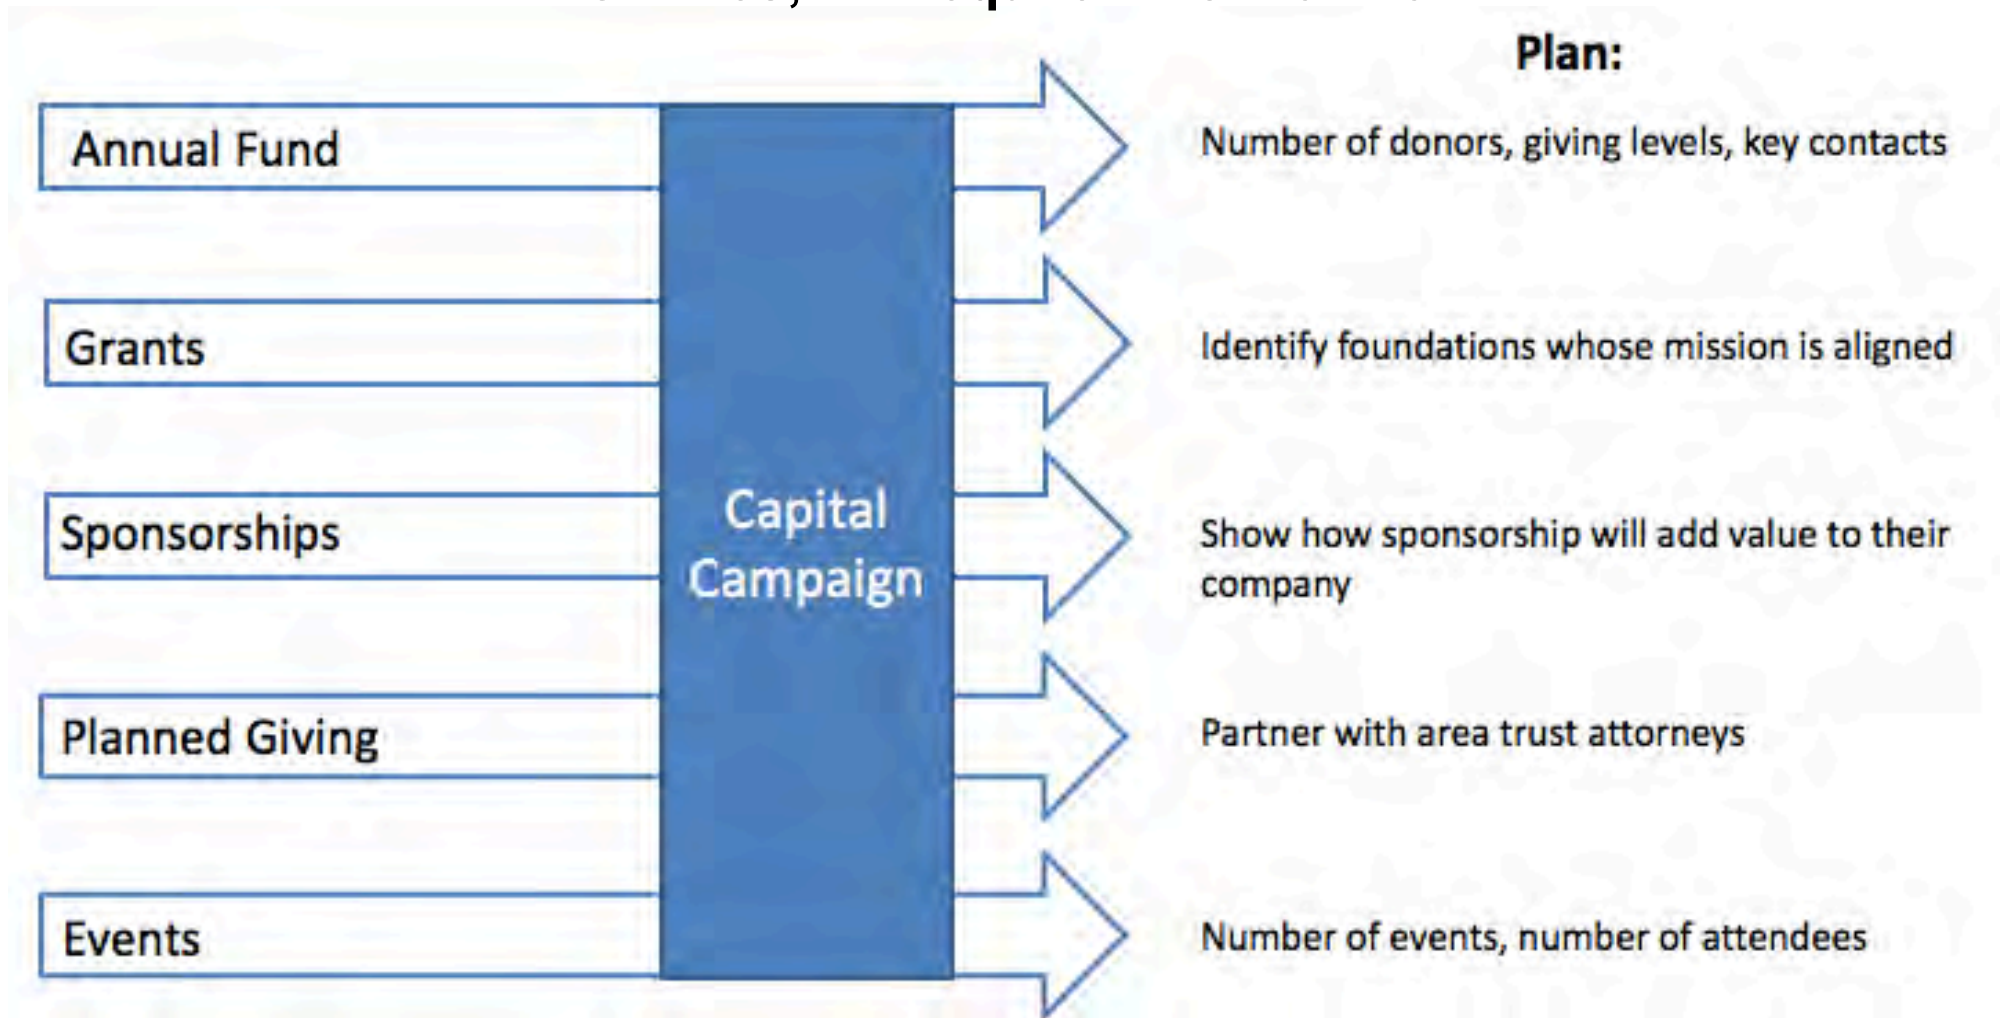 Plan:
Annual Fund
Number of donors, giving levels, key contacts
Grants
Identify foundations whose mission is aligned
Sponsorships
Show how sponsorship will add value to their
company
Capital
Campaign
Planned Giving
Partner with area trust attorneys
Events
Number of events, number of attendees